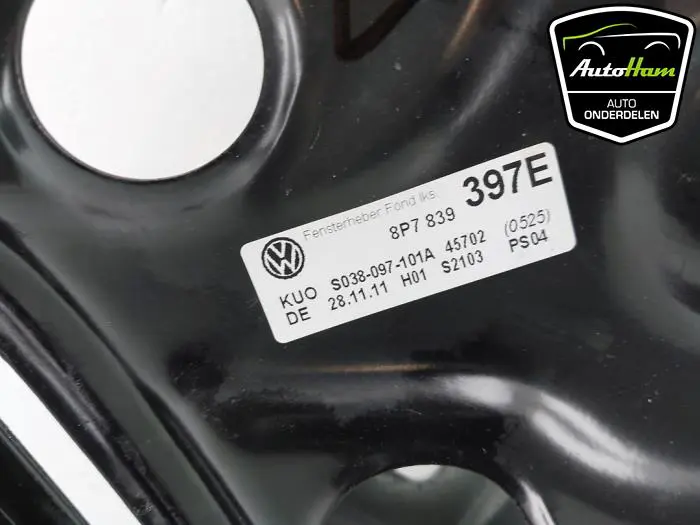 AutoHam
AUTO
ONDERDELEN
Fensterheber Fond lks.
8P7 839 397E
KUO S038-097-101A 45702 (0525)
DE 28.11.11 H01 S2103 PS04